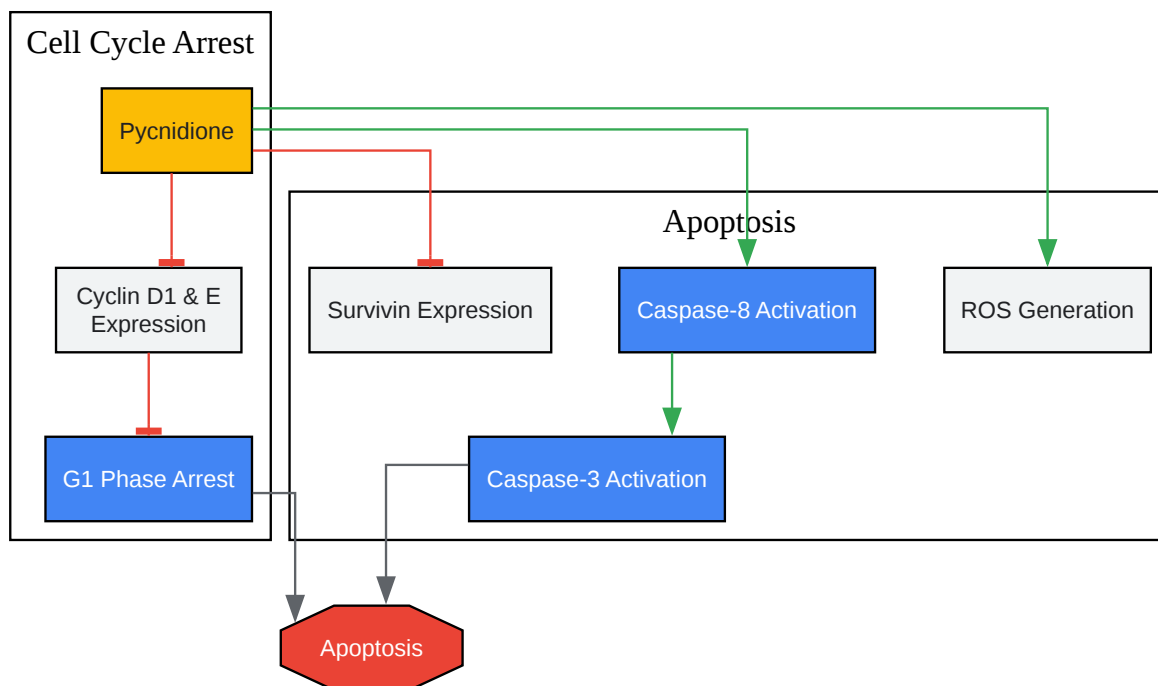 Cell Cycle Arrest
Pycnidione
Apoptosis
Cyclin D1 & E
Expression
Survivin Expression
Caspase-8 Activation
ROS Generation
G1 Phase Arrest
Caspase-3 Activation
Apoptosis